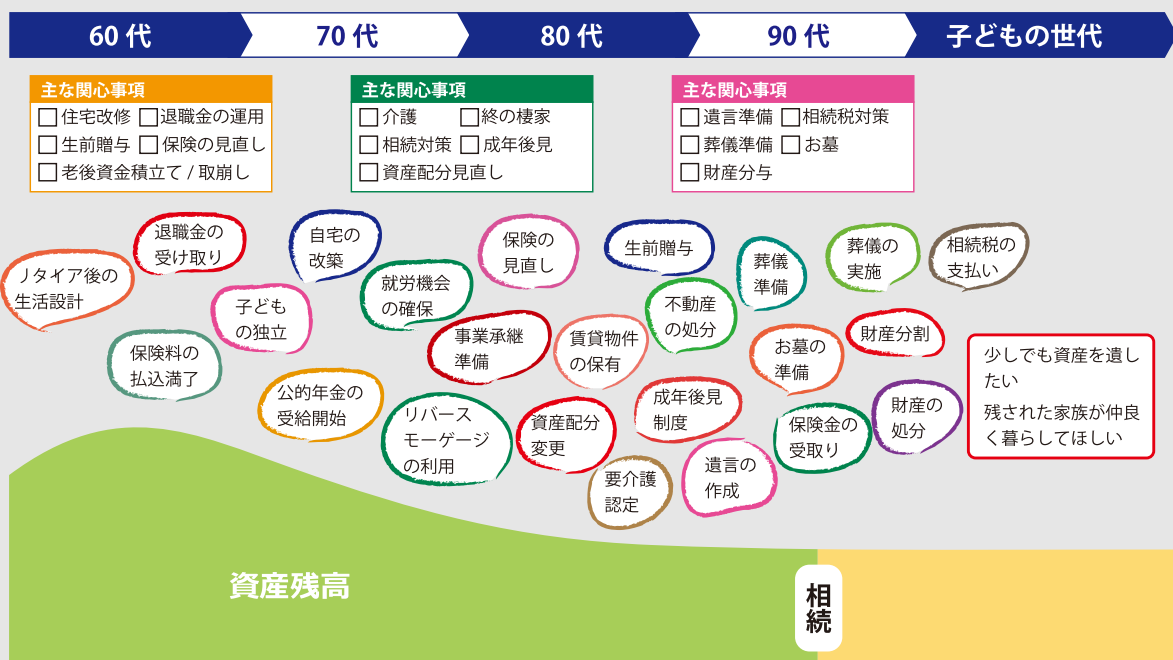 60 代
70 代
80 代
90 代
子どもの世代
主な関心事項
□住宅改修 □退職金の運用
□生前贈与 □保険の見直し
□老後資金積立て / 取崩し
主な関心事項
□介護 □終の棲家
□相続対策 □成年後見
□資産配分見直し
主な関心事項
□遺言準備 □相続税対策
□葬儀準備 □お墓
□財産分与
リタイア後の
生活設計
退職金の
受け取り
保険料の
払込満了
子ども
の独立
公的年金の
受給開始
自宅の
改築
就労機会
の確保
リバース
モーゲージ
の利用
事業承継
準備
保険の
見直し
資産配分
変更
賃貸物件
の保有
要介護
認定
生前贈与
不動産
の処分
成年後見
制度
遺言の
作成
葬儀
準備
お墓の
準備
保険金の
受取り
葬儀の
実施
財産分割
財産の
処分
相続税の
支払い
少しでも資産を遺し
たい
残された家族が仲良
く暮らしてほしい
資産残高
相続